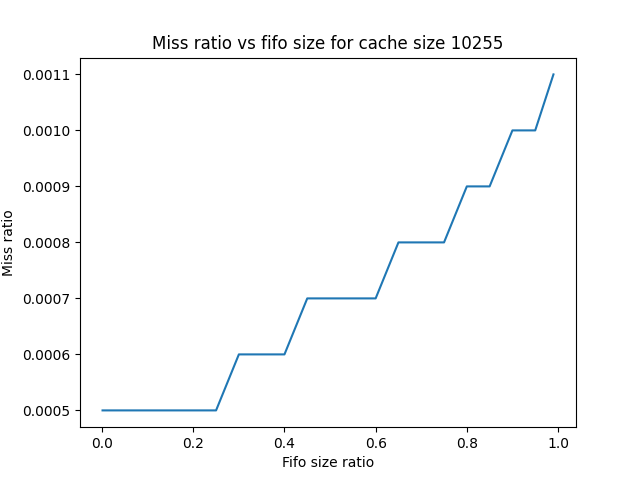 Miss ratio vs fifo size for cache size 10255
0.0011
0.0010
0.0009
0.0008
0.0007
0.0006
0.0005
Miss ratio
0.0 0.2 0.4 0.6 0.8 1.0
Fifo size ratio